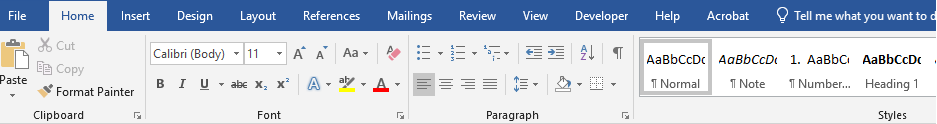 File Home Insert Design Layout References Mailings Review View Developer Help Acrobat Tell me what you want to d
Cut
Copy
Paste
Format Painter
Clipboard
Calibri (Body) 11 A A Aa A
B I U abc X₂ X² A ab A
Font
A Z ¶
Paragraph
AaBbCcDc AaBbCcDc 1. AaBbCc AaBbCcDc
¶ Normal ¶ Note ¶ Number... Heading 1
Styles